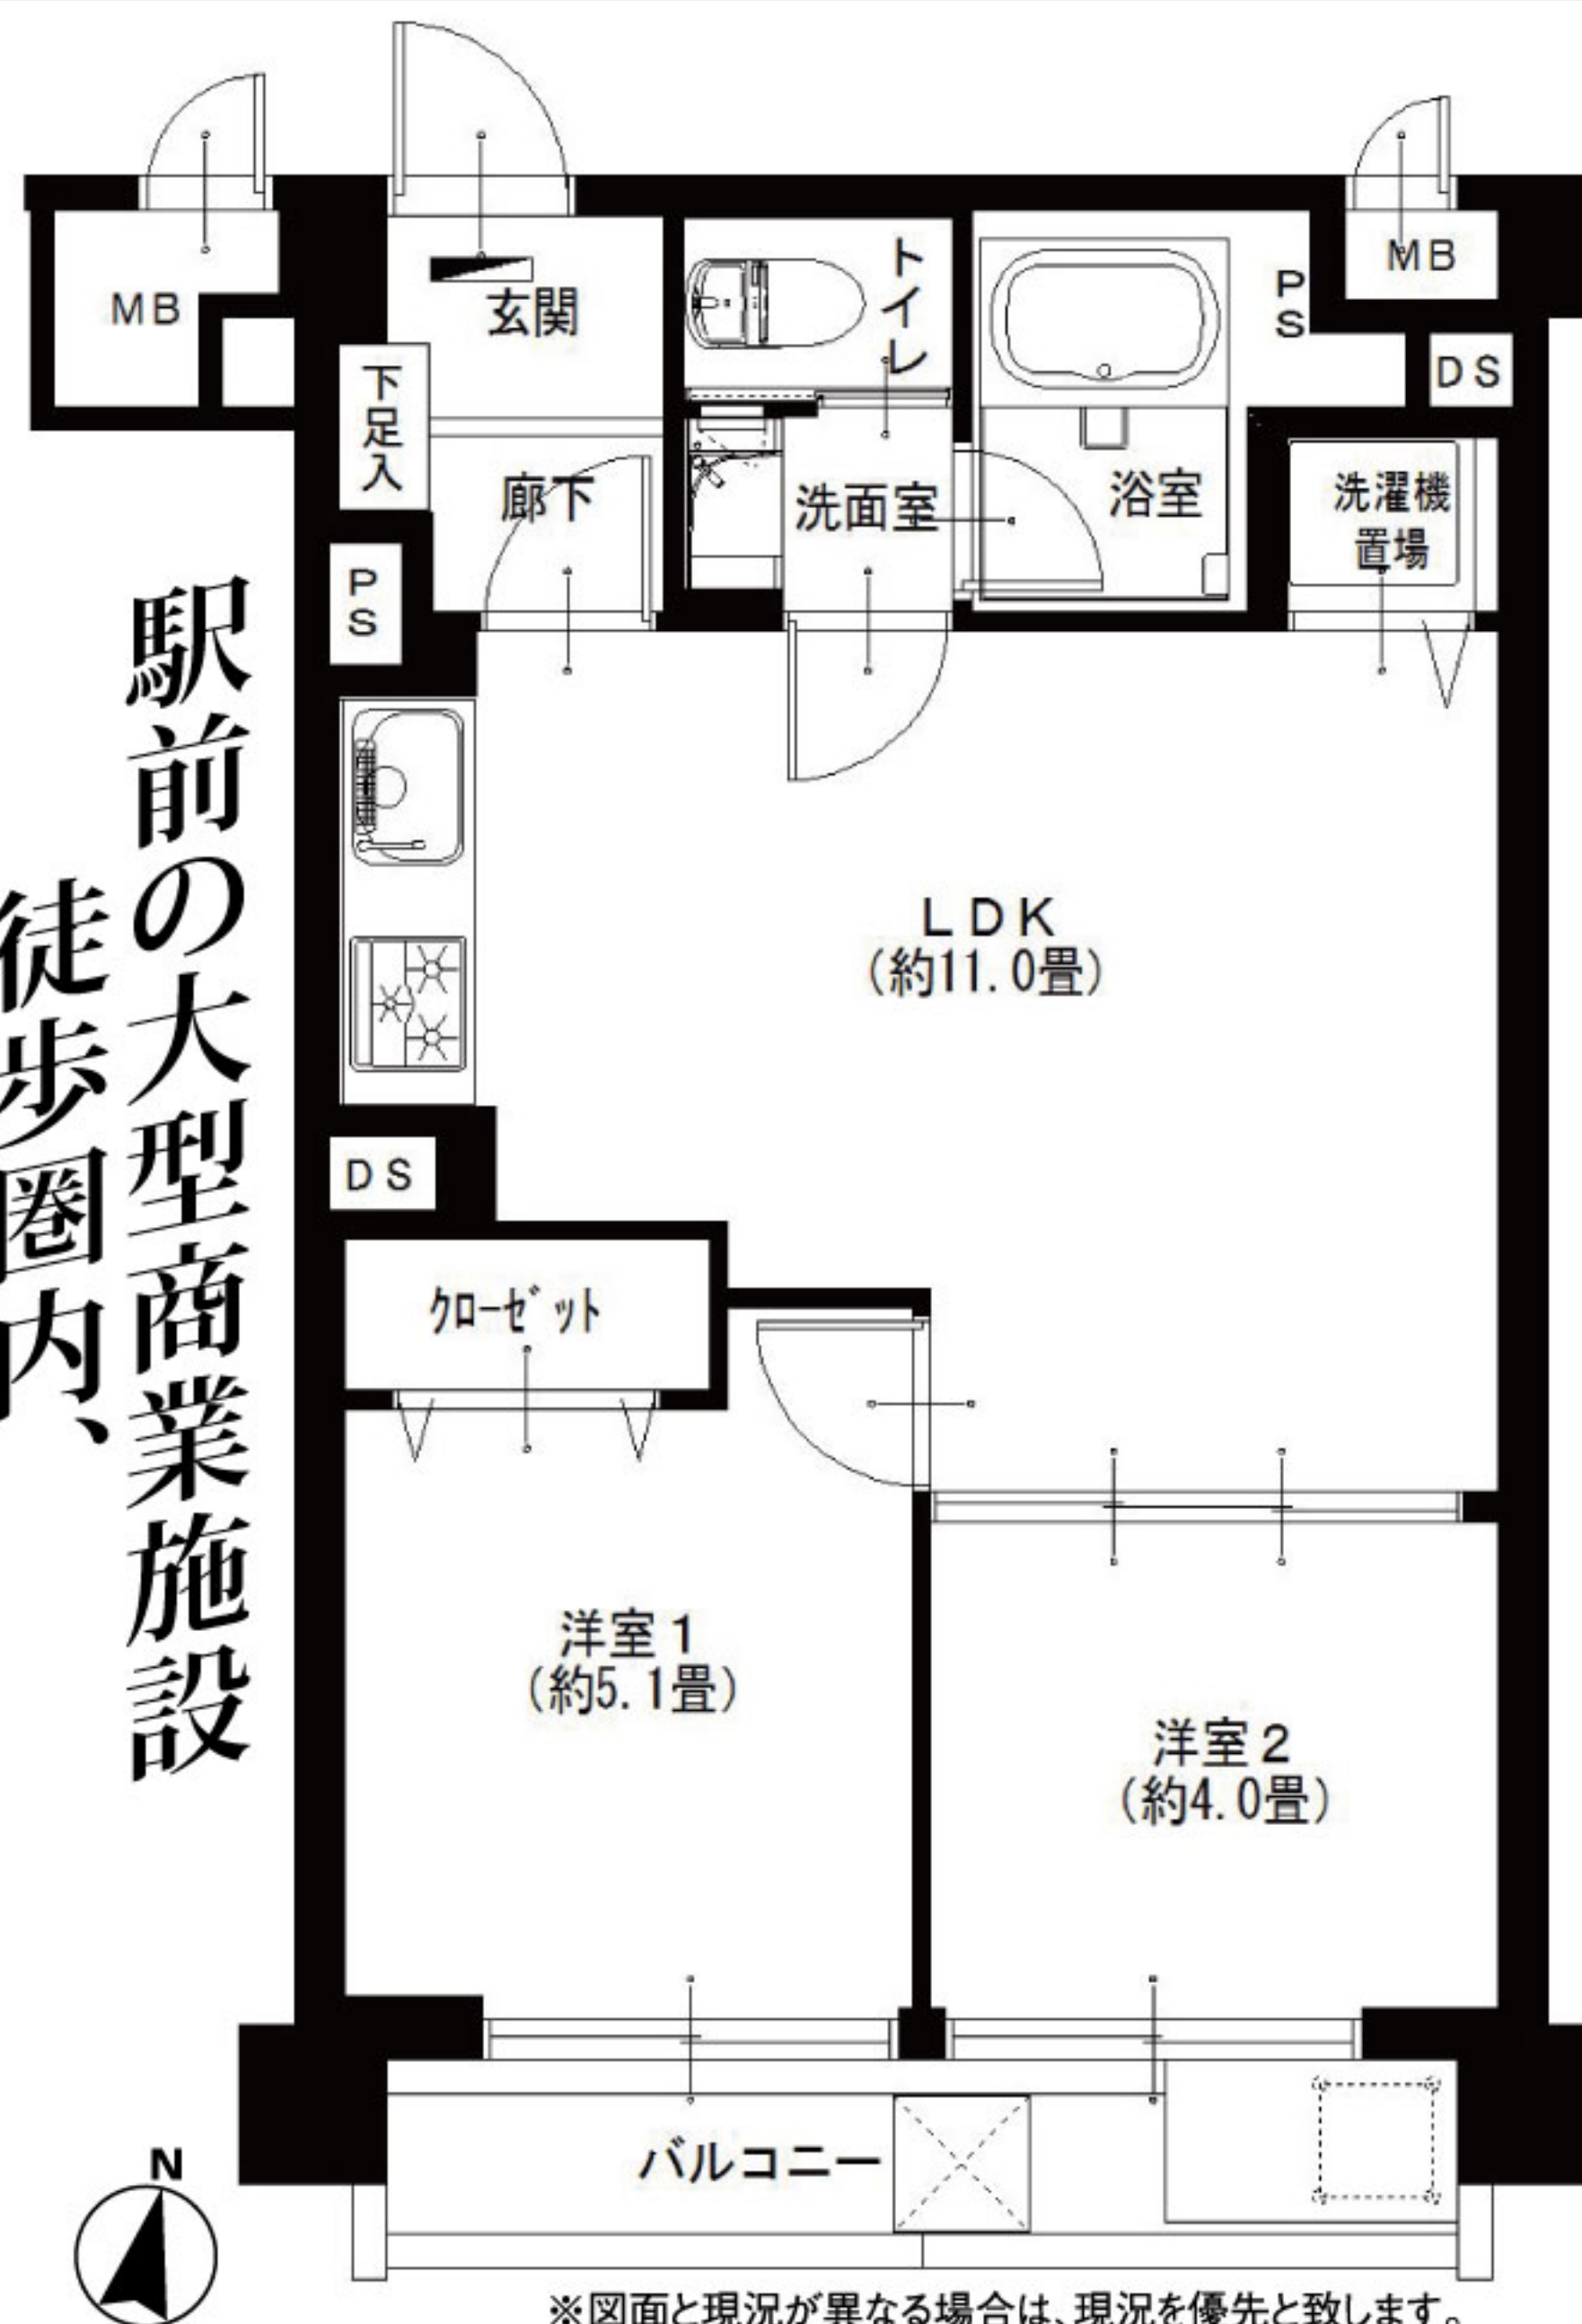 MB
玄関
トイレ
PS
MB
DS
下足入
廊下
洗面室
浴室
洗濯機
置場
PS
駅前の大型商業施設
徒歩圏内、
LDK
(約11.0畳)
DS
クローゼット
洋室1
(約5.1畳)
洋室2
(約4.0畳)
バルコニー
N
※図面と現況が異なる場合は、現況を優先と致します。